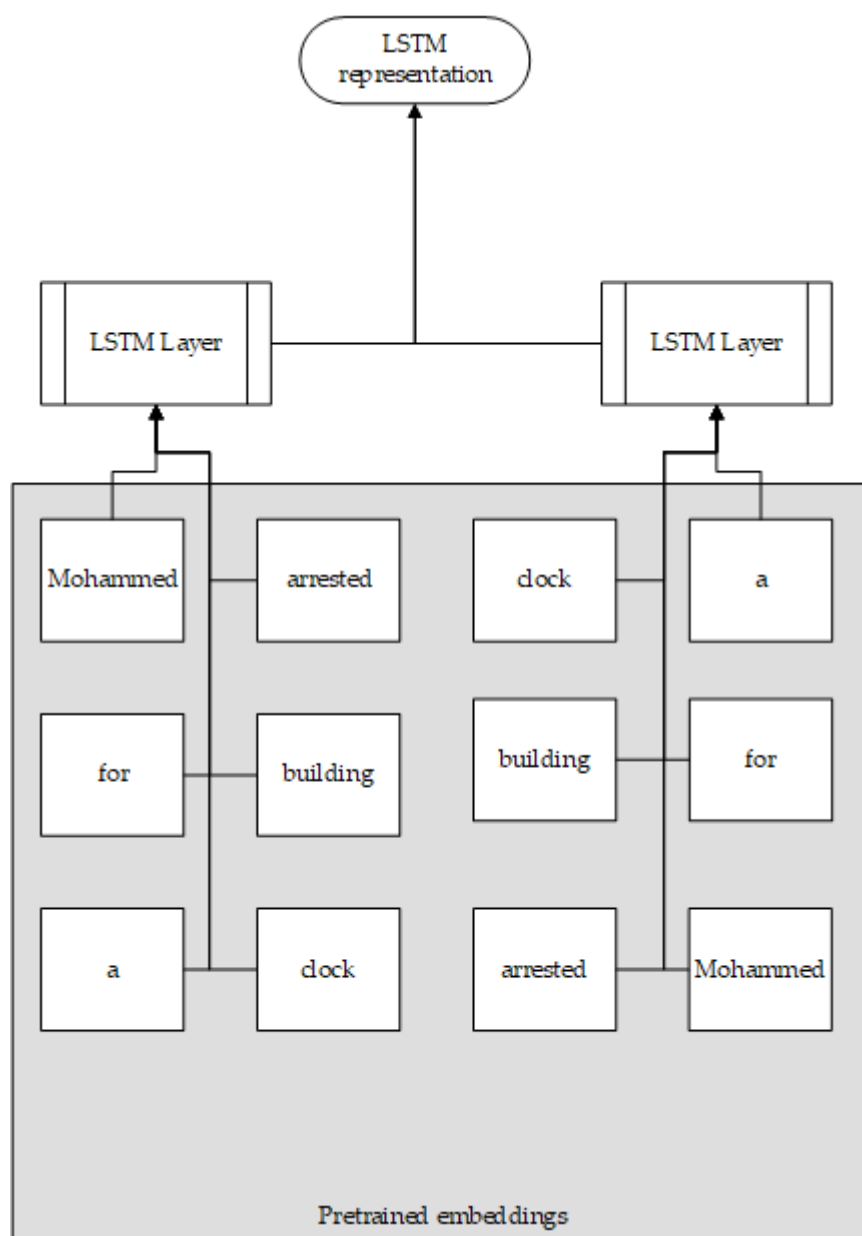 LSTM
representation
LSTM Layer
LSTM Layer
Mohammed
arrested
clock
a
for
building
building
for
a
clock
arrested
Mohammed
Pretrained embeddings